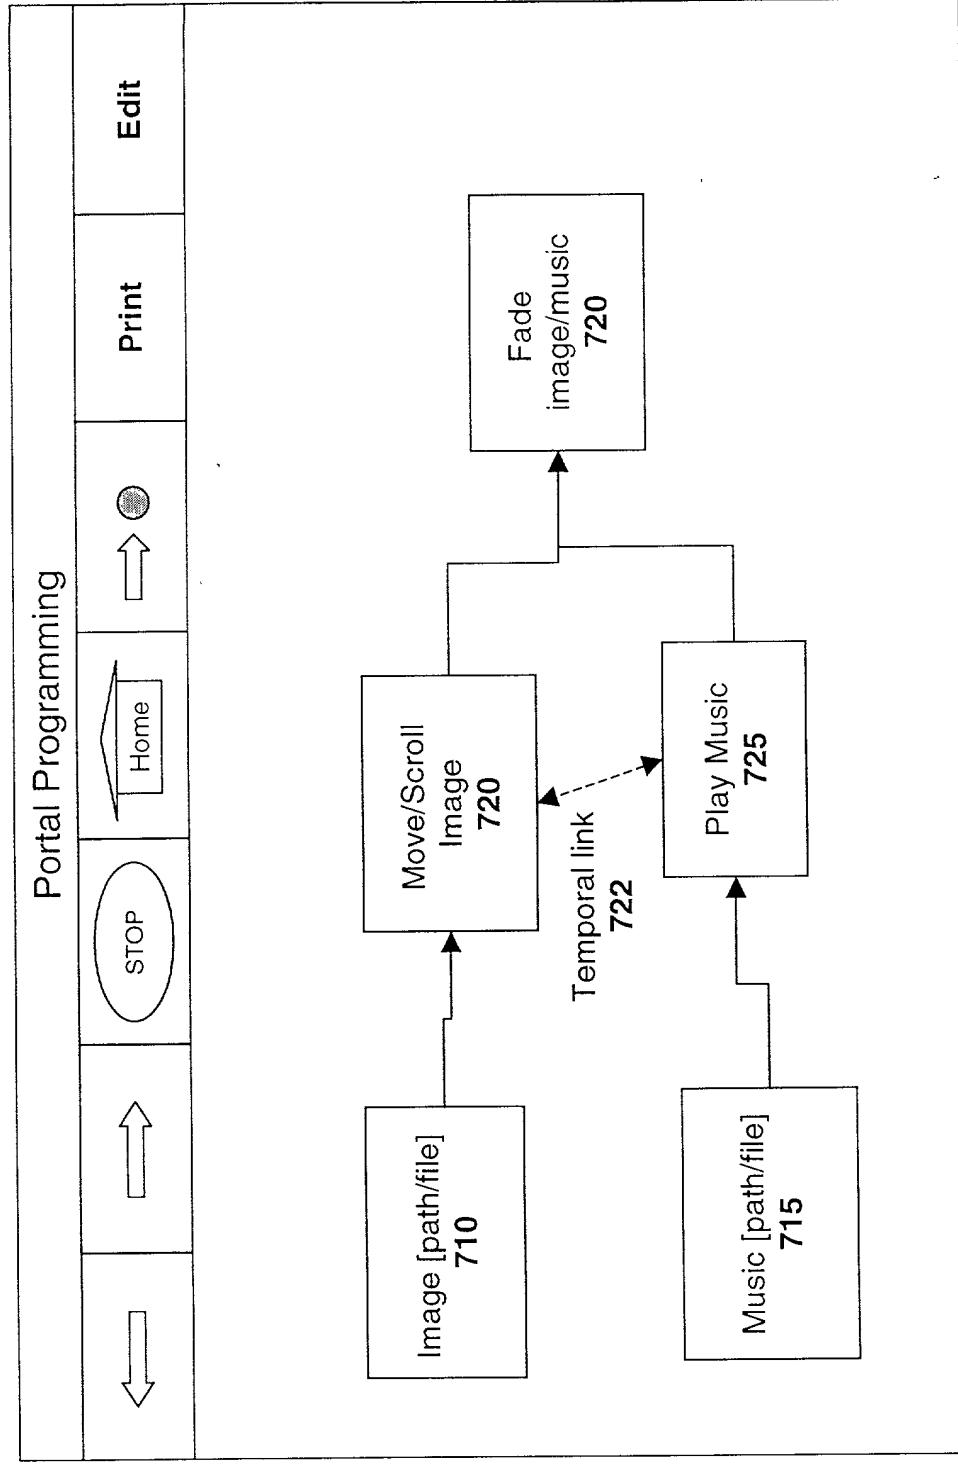 Portal Programming
STOP
Home
Print
Edit
Image [path/file]
710
Move/Scroll
Image
720
Fade
image/music
720
Temporal link
722
Music [path/file]
715
Play Music
725